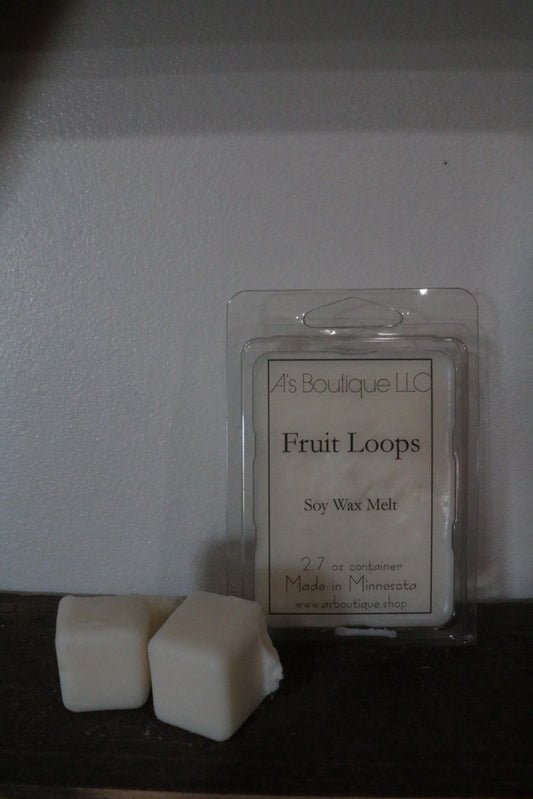 A's Boutique LLC
Fruit Loops
Soy Wax Melt
2.7 oz container
Made in Minnesota
www.asboutique.shop